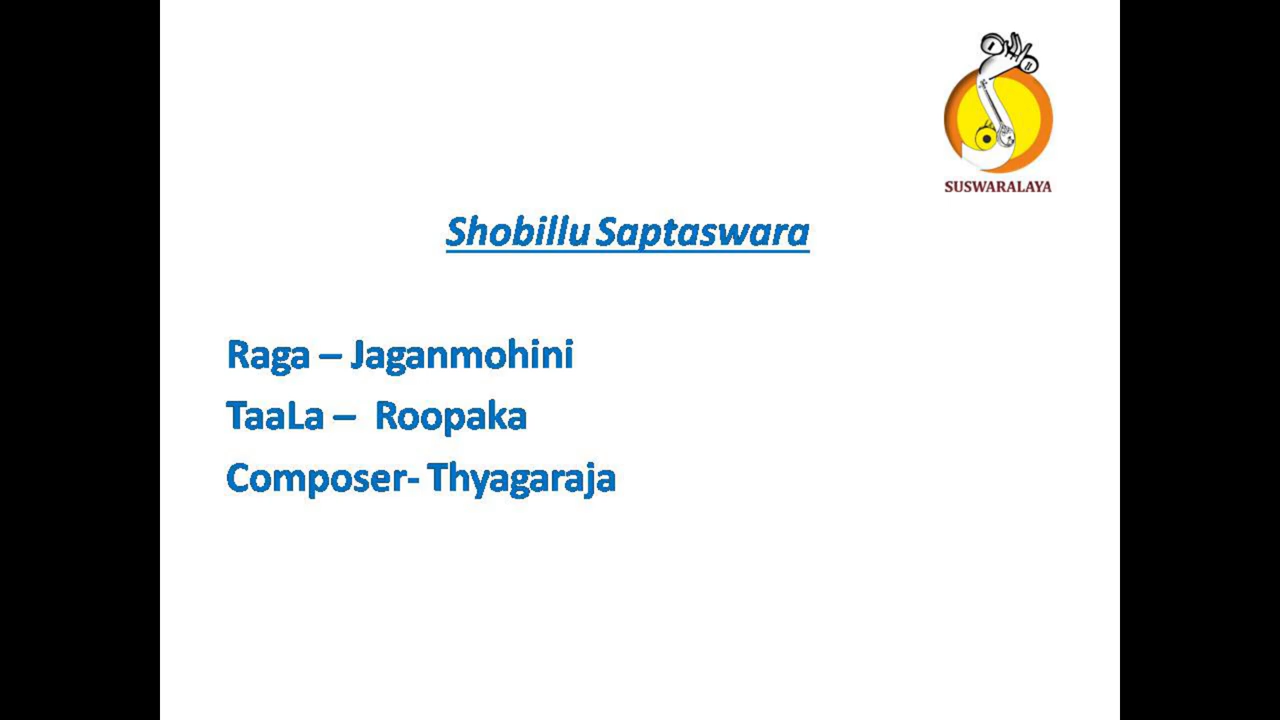 SUSWARALAYA
Shobillu Saptaswara
Raga – Jaganmohini
TaaLa – Roopaka
Composer- Thyagaraja